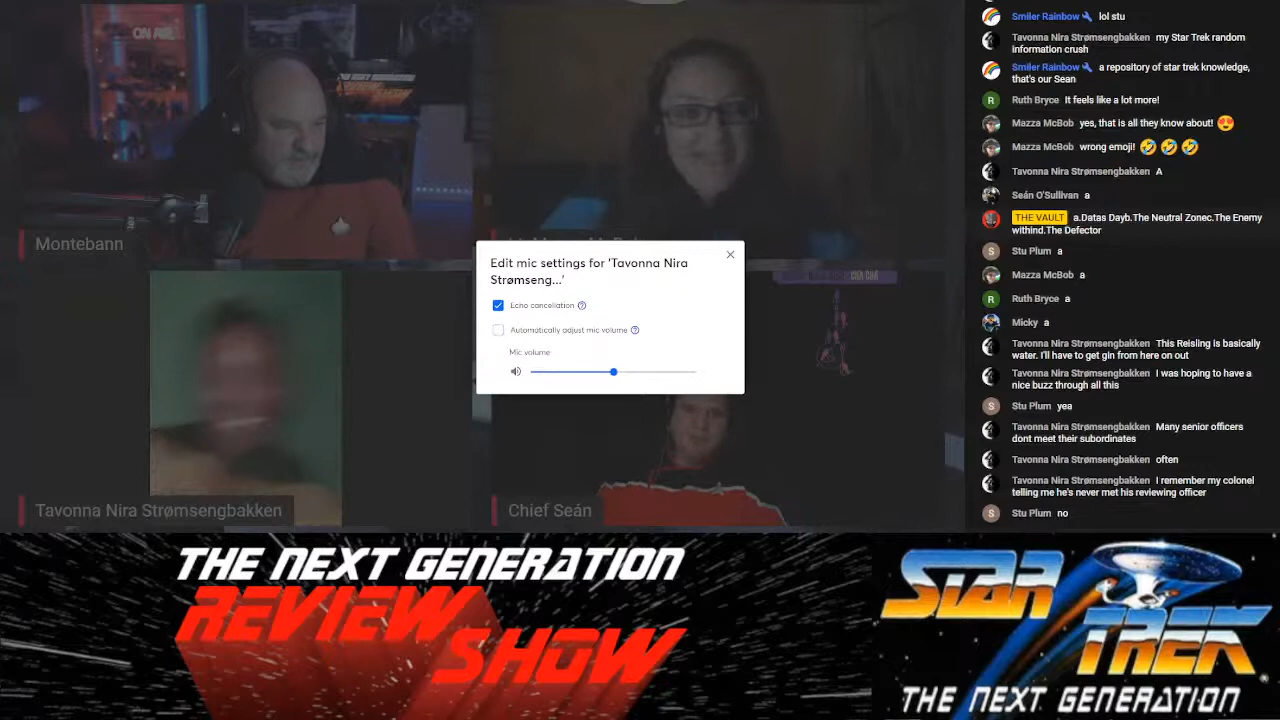 ON AIR
Montebann
Tavonna Nira Strømsengbakken
Chief Seán
Edit mic settings for 'Tavonna Nira
Strømseng...'
Echo cancellation
Automatically adjust mic volume
Mic volume
Smiler Rainbow lol stu
Tavonna Nira Strømsengbakken my Star Trek random
information crush
Smiler Rainbow a repository of star trek knowledge,
that's our Sean
R Ruth Bryce It feels like a lot more!
Mazza McBob yes, that is all they know about! 😍
Mazza McBob wrong emoji! 🤣 🤣 🤣
Tavonna Nira Strømsengbakken A
Seán O'Sullivan a
THE VAULT a.Datas Dayb.The Neutral Zonec.The Enemy
withind.The Defector
S Stu Plum a
Mazza McBob a
R Ruth Bryce a
Micky a
Tavonna Nira Strømsengbakken This Reisling is basically
water. I'll have to get gin from here on out
Tavonna Nira Strømsengbakken I was hoping to have a
nice buzz through all this
S Stu Plum yea
Tavonna Nira Strømsengbakken Many senior officers
dont meet their subordinates
Tavonna Nira Strømsengbakken often
Tavonna Nira Strømsengbakken I remember my colonel
telling me he's never met his reviewing officer
S Stu Plum no
THE NEXT GENERATION
REVIEW
SHOW
STAR
TREK
THE NEXT GENERATION